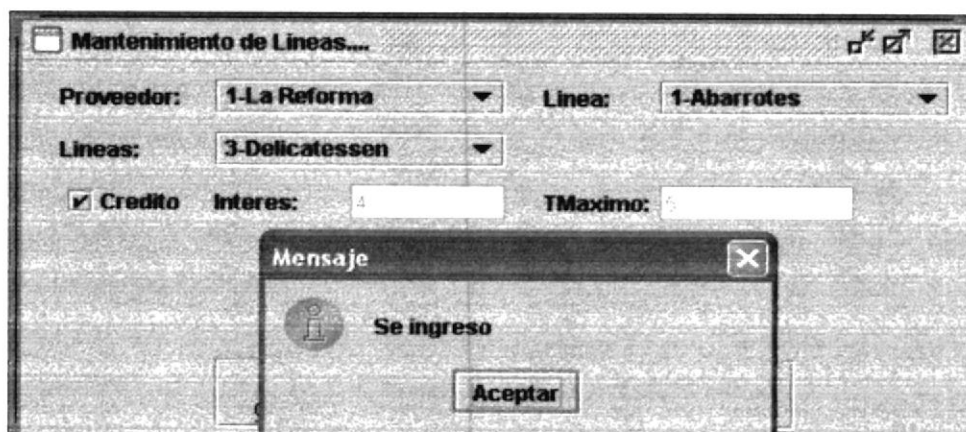 Mantenimiento de Lineas....
Proveedor: 1-La Reforma Linea: 1-Abarrotes
Lineas: 3-Delicatessen
Credito Interes: 4 TMaximo:
Mensaje
Se ingreso
Aceptar